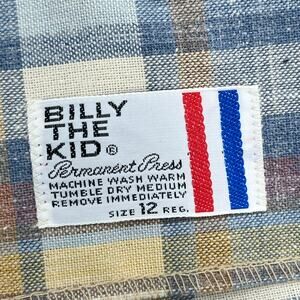 BILLY
THE
KID®
Permanent Press
MACHINE WASH WARM
TUMBLE DRY MEDIUM
REMOVE IMMEDIATELY
SIZE 12 REG.